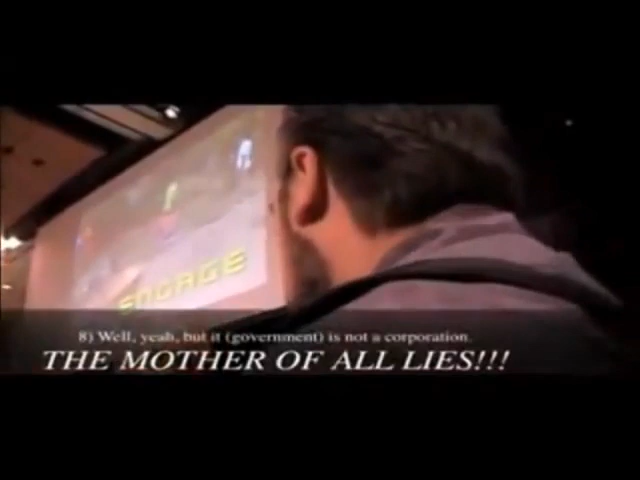 ENGAGE
8) Well, yeah, but it (government) is not a corporation.
THE MOTHER OF ALL LIES!!!